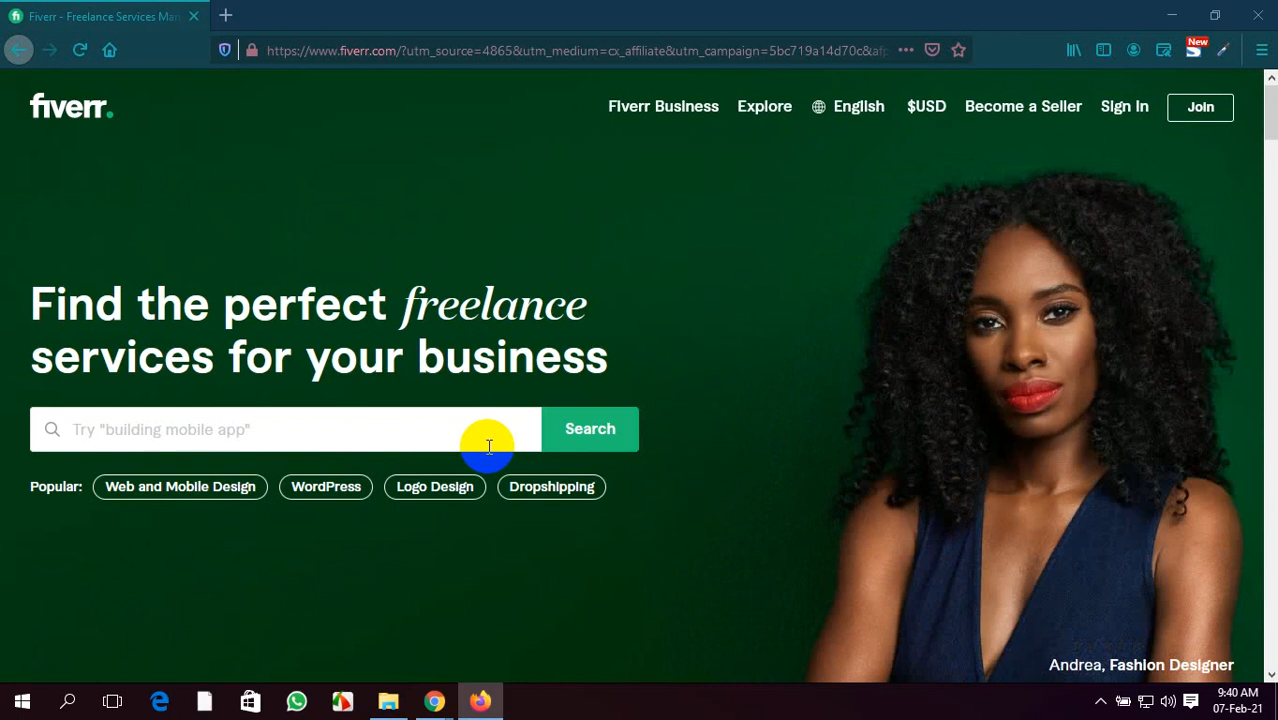 Fiverr - Freelance Services Mar
https://www.fiverr.com/?utm_source=4865&utm_medium=cx_affiliate&utm_campaign=5bc719a14d70c&af
New
fiverr.
Fiverr Business
Explore
English
$USD
Become a Seller
Sign In
Join
Find the perfect freelance
services for your business
Try "building mobile app"
Search
Popular:
Web and Mobile Design
WordPress
Logo Design
Dropshipping
Andrea, Fashion Designer
9:40 AM
07-Feb-21